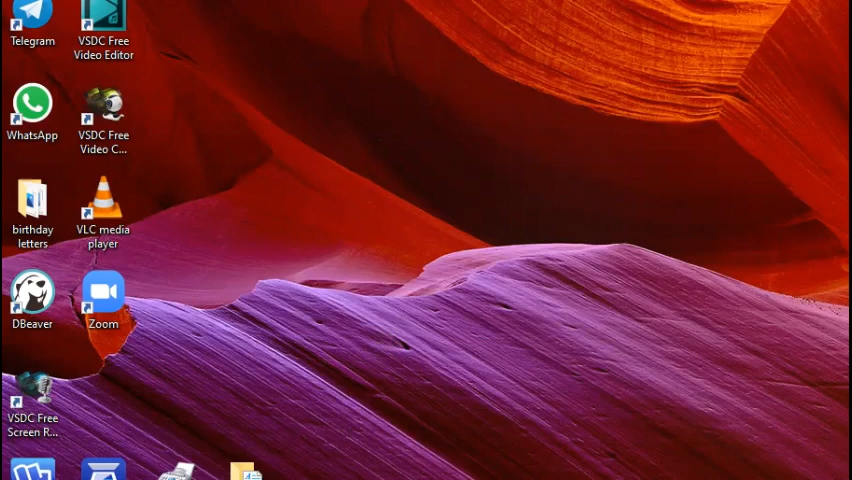 Telegram
VSDC Free
Video Editor
WhatsApp
VSDC Free
Video C...
birthday
letters
VLC media
player
DBeaver
Zoom
VSDC Free
Screen R...